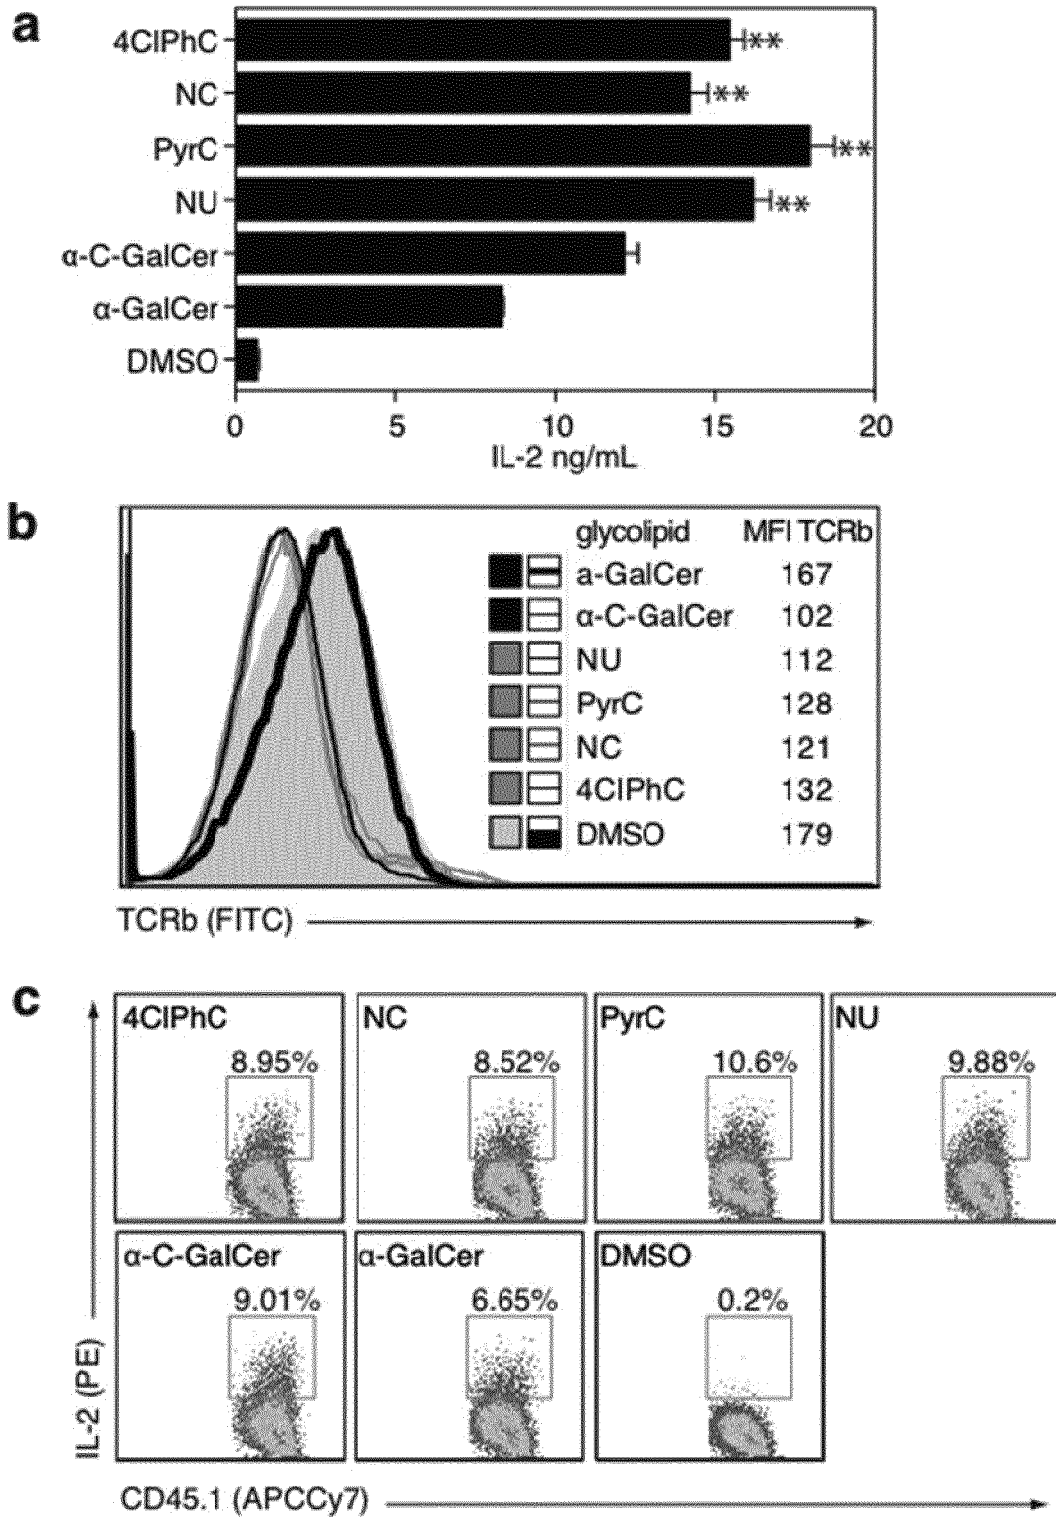 a
4ClPhC **
NC **
PyrC **
NU **
α-C-GalCer
α-GalCer
DMSO
0 5 10 15 20
IL-2 ng/mL
b
glycolipid MFI TCRb
a-GalCer 167
α-C-GalCer 102
NU 112
PyrC 128
NC 121
4ClPhC 132
DMSO 179
TCRb (FITC)
c
4ClPhC NC PyrC NU
8.95% 8.52% 10.6% 9.88%
α-C-GalCer α-GalCer DMSO
9.01% 6.65% 0.2%
IL-2 (PE)
CD45.1 (APCCy7)